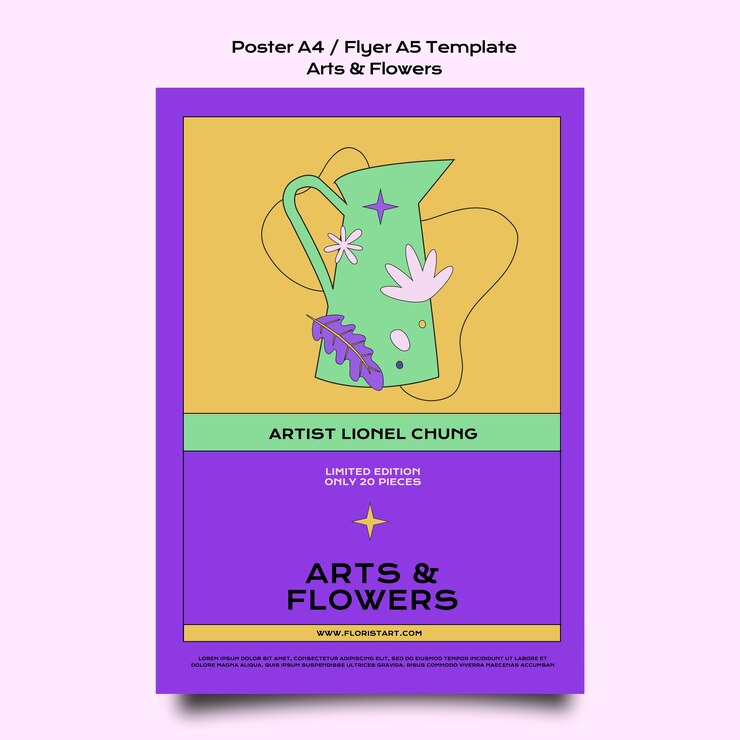 Poster A4 / Flyer A5 Template
Arts & Flowers
ARTIST LIONEL CHUNG
LIMITED EDITION
ONLY 20 PIECES
ARTS &
FLOWERS
WWW.FLORISTART.COM
LOREM IPSUM DOLOR SIT AMET, CONSECTETUR ADIPISCING ELIT, SED DO EIUSMOD TEMPOR INCIDIDUNT UT LABORE ET
DOLORE MAGNA ALIQUA. QUIS IPSUM SUSPENDISSE ULTRICES GRAVIDA. RISUS COMMODO VIVERRA MAECENAS ACCUMSAN